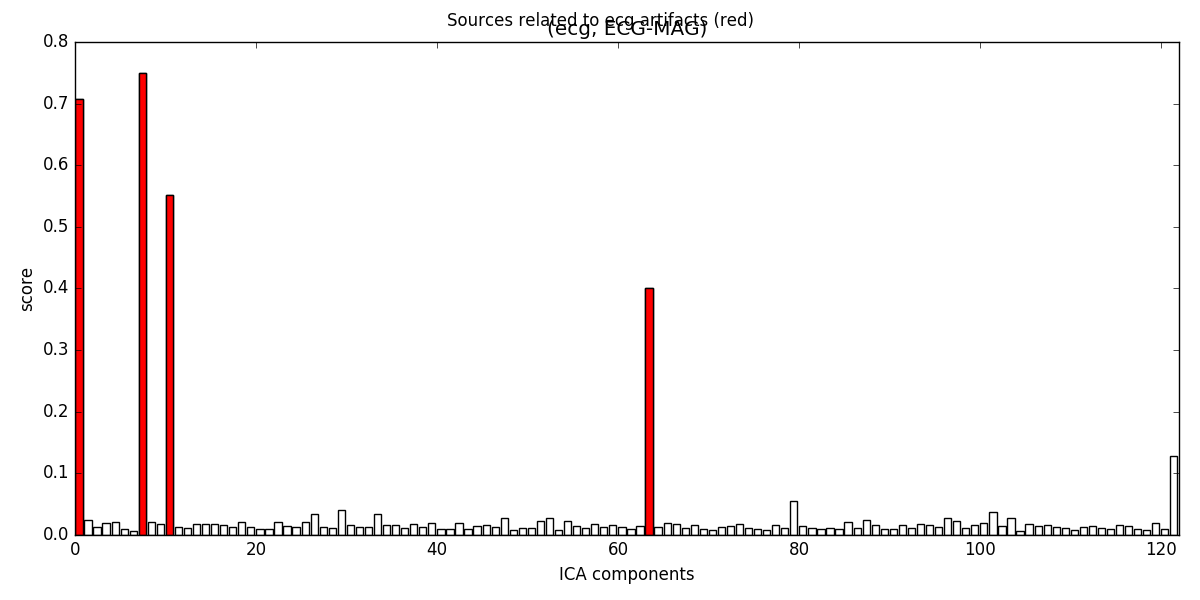 Sources related to ecg artifacts (red)
(ecg, ECG-MAG)
0.8
0.7
0.6
0.5
0.4
0.3
0.2
0.1
0.0
score
0 20 40 60 80 100 120
ICA components